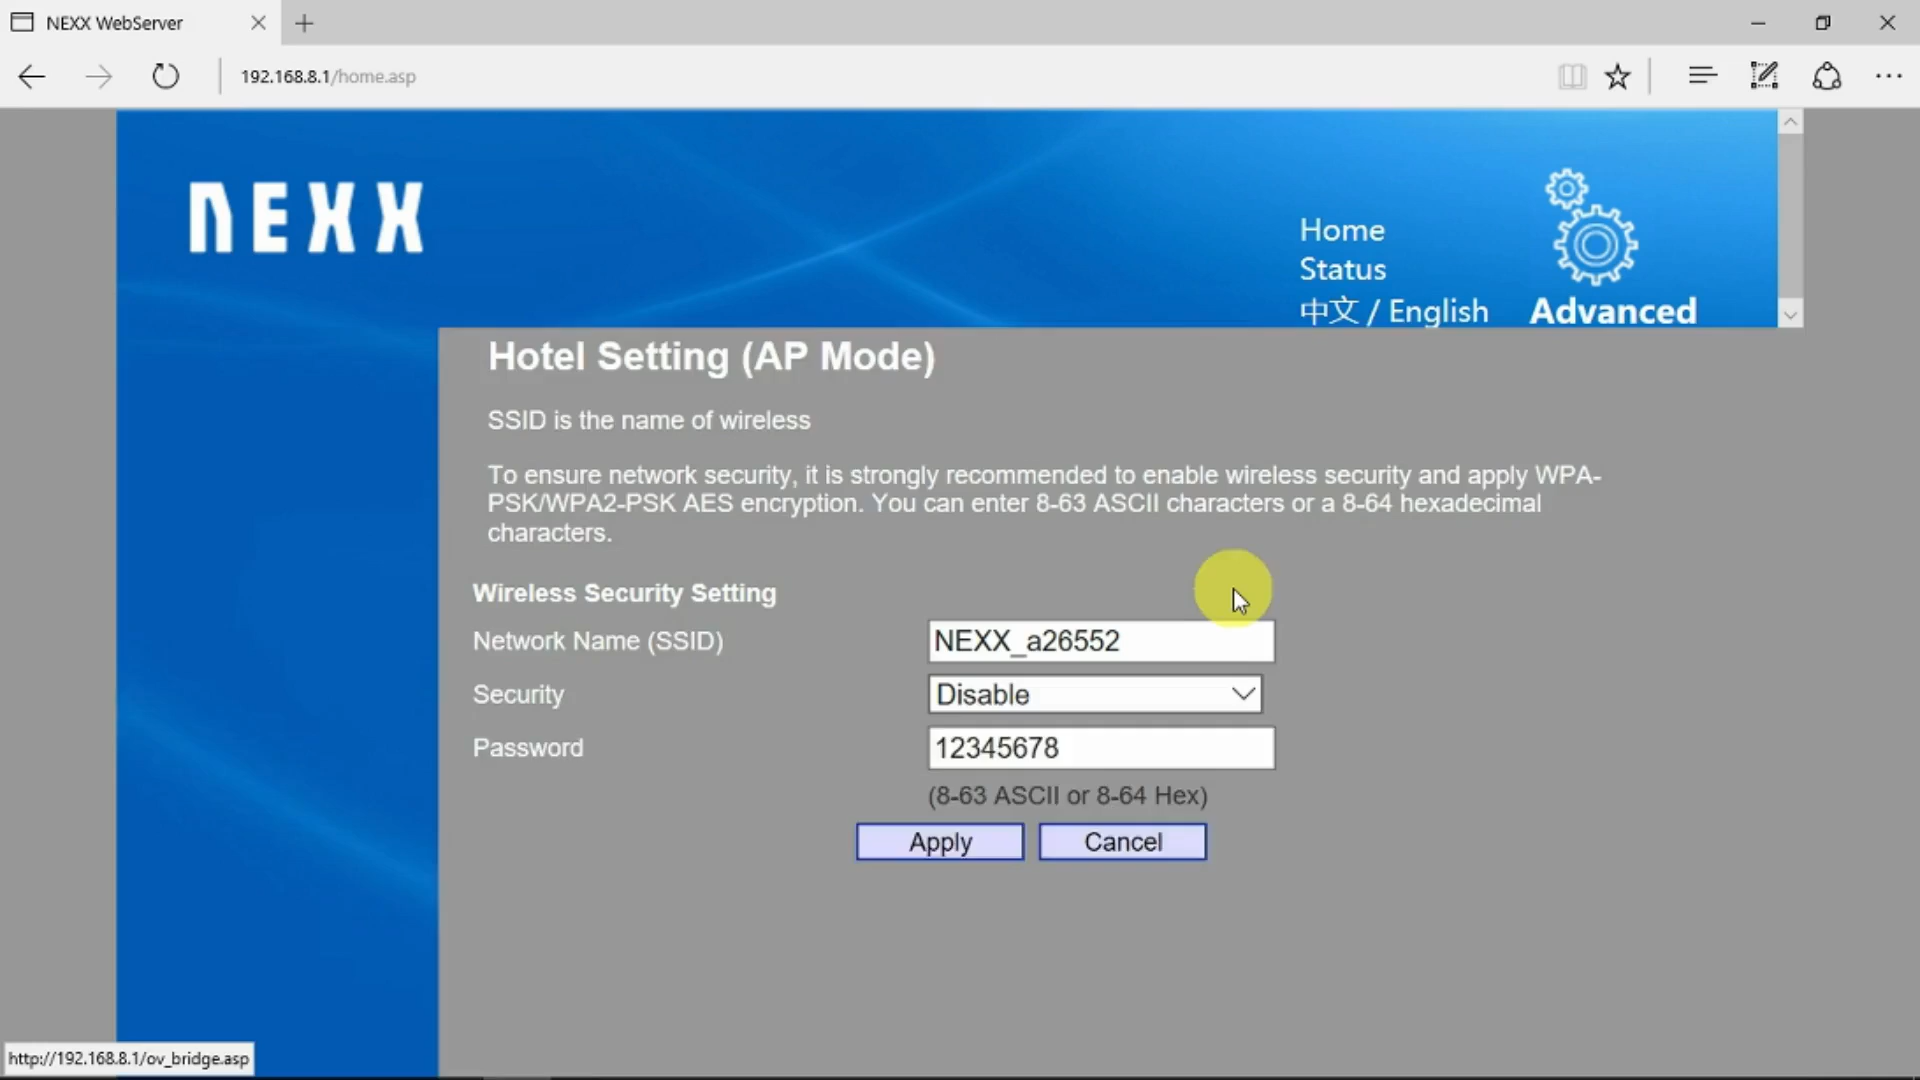 NEXX WebServer
192.168.8.1/home.asp
NEXX
Home
Status
中文 / English
Advanced
Hotel Setting (AP Mode)
SSID is the name of wireless
To ensure network security, it is strongly recommended to enable wireless security and apply WPA-
PSK/WPA2-PSK AES encryption. You can enter 8-63 ASCII characters or a 8-64 hexadecimal
characters.
Wireless Security Setting
Network Name (SSID) NEXX_a26552
Security Disable
Password 12345678
(8-63 ASCII or 8-64 Hex)
Apply Cancel
http://192.168.8.1/ov_bridge.asp